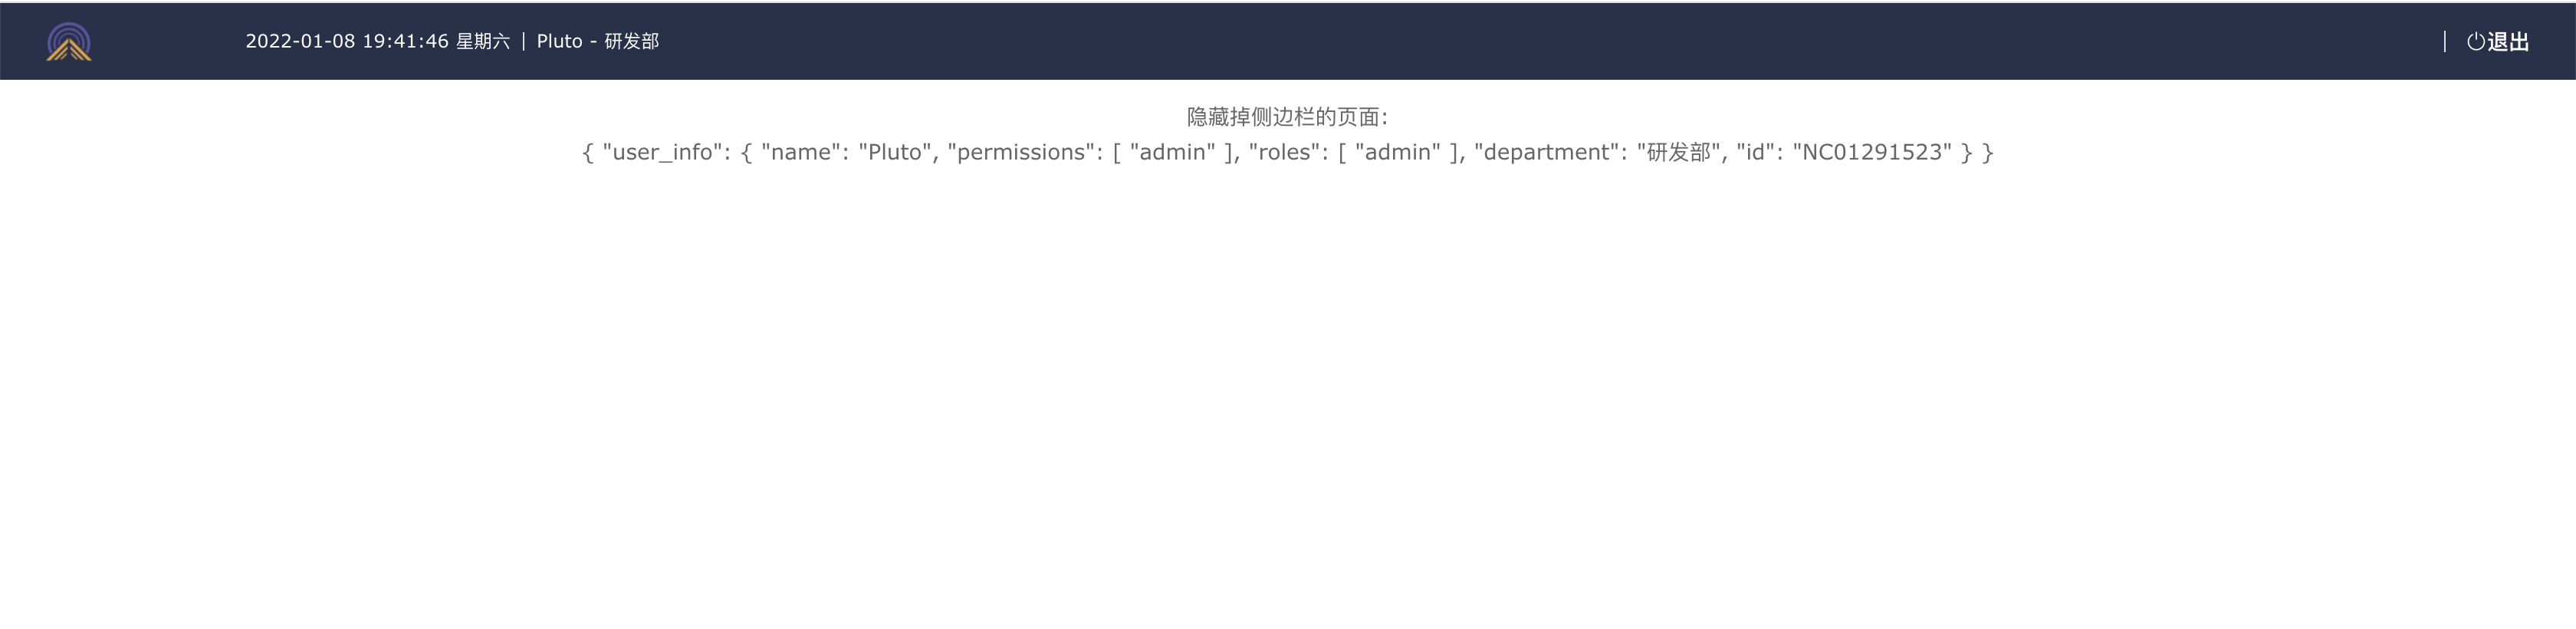 2022-01-08 19:41:46 星期六 | Pluto - 研发部 | 退出
隐藏掉侧边栏的页面:
{ "user_info": { "name": "Pluto", "permissions": [ "admin" ], "roles": [ "admin" ], "department": "研发部", "id": "NC01291523" } }